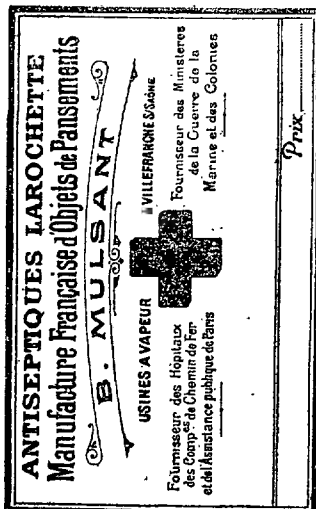 ANTISEPTIQUES LAROCHETTE
Manufacture Française d'Objets de Pansements
B. MULSANT
USINES A VAPEUR
A VILLEFRANCHE S/SAÔNE
Fournisseur des Hôpitaux
des Compies de Chemin de Fer
et de l'Assistance publique de Paris
Fournisseur des Ministeres
de la Guerre de la
Marine et des Colonies
Prix